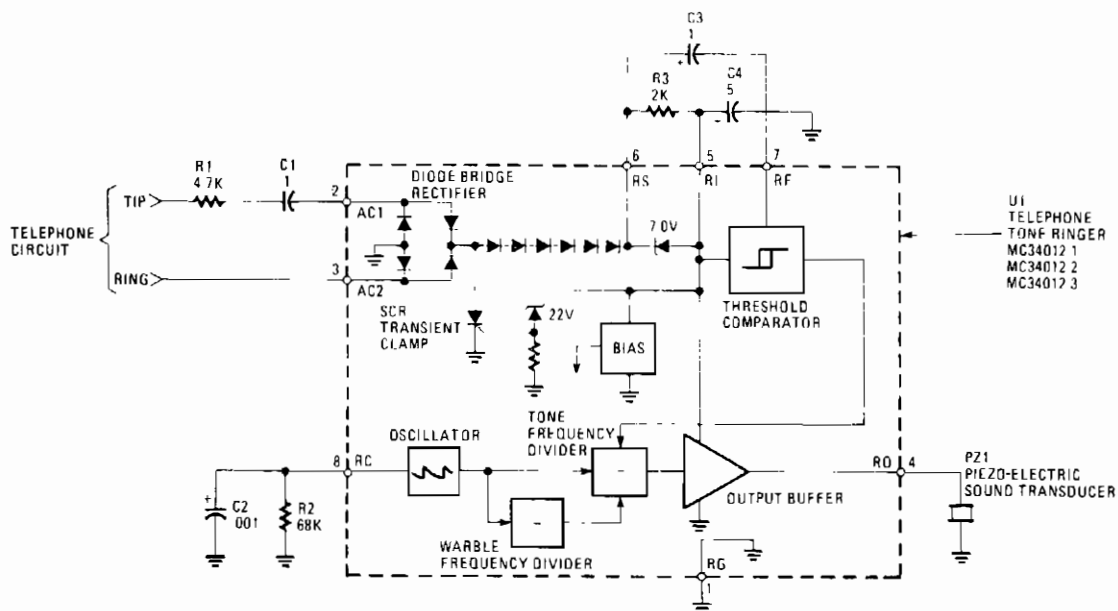 C3
1
+
R3
2K
C4
5
-
6
5
7
R1
4.7K
C1
1
DIODE BRIDGE
RECTIFIER
RS
RI
RF
2
TIP
AC1
U1
TELEPHONE
TONE RINGER
MC34012 1
MC34012 2
MC34012 3
7 0V
TELEPHONE
CIRCUIT
3
RING
AC2
SCR
TRANSIENT
CLAMP
22V
THRESHOLD
COMPARATOR
BIAS
TONE
FREQUENCY
DIVIDER
OSCILLATOR
8
RC
RO
4
PZ1
PIEZO-ELECTRIC
SOUND TRANSDUCER
+
C2
001
R2
68K
-
OUTPUT BUFFER
-
WARBLE
FREQUENCY DIVIDER
RG
1